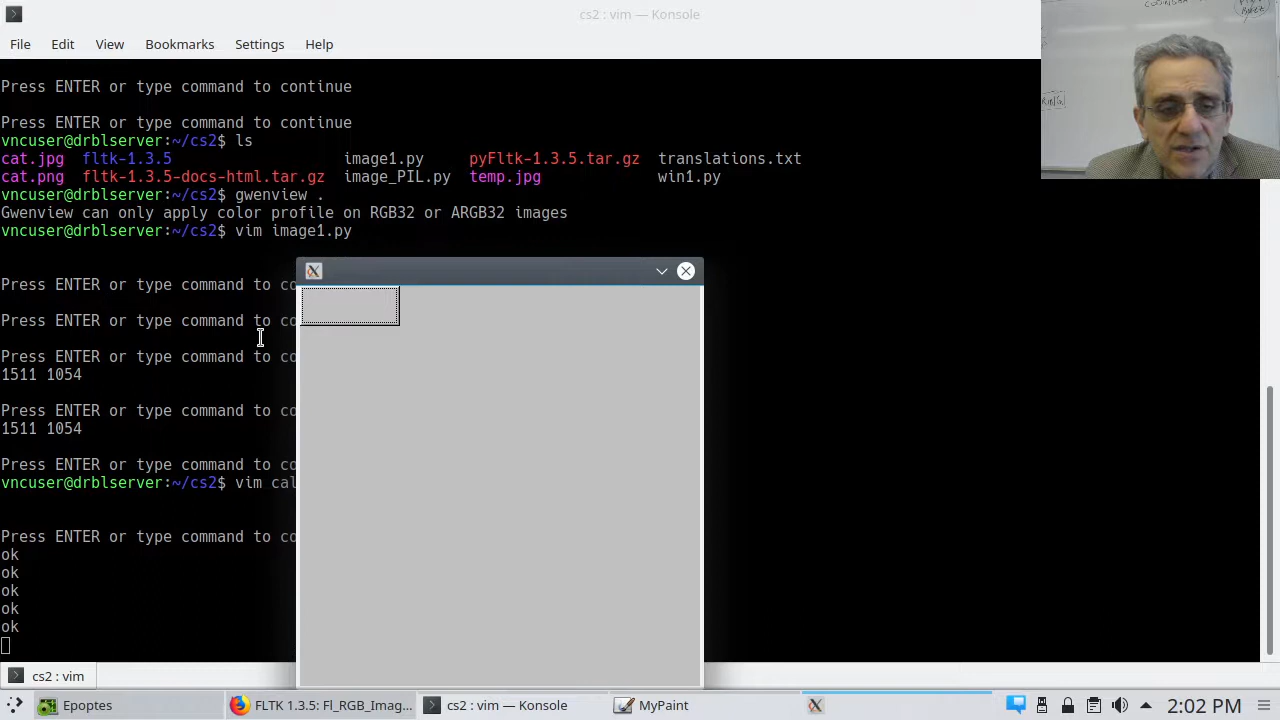 cs2 : vim — Konsole
File Edit View Bookmarks Settings Help
Press ENTER or type command to continue
Press ENTER or type command to continue
vncuser@drblserver:~/cs2$ ls
cat.jpg fltk-1.3.5 image1.py pyFltk-1.3.5.tar.gz translations.txt
cat.png fltk-1.3.5-docs-html.tar.gz image_PIL.py temp.jpg win1.py
vncuser@drblserver:~/cs2$ gwenview .
Gwenview can only apply color profile on RGB32 or ARGB32 images
vncuser@drblserver:~/cs2$ vim image1.py
Press ENTER or type command to co
Press ENTER or type command to co
Press ENTER or type command to co
1511 1054
Press ENTER or type command to co
1511 1054
Press ENTER or type command to co
vncuser@drblserver:~/cs2$ vim cal
Press ENTER or type command to co
ok
ok
ok
ok
ok
cs2 : vim
Epoptes FLTK 1.3.5: Fl_RGB_Imag... cs2 : vim — Konsole MyPaint 2:02 PM